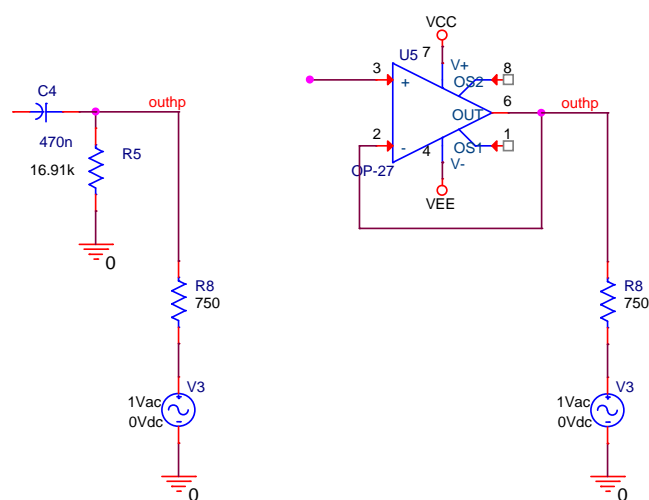 C4
outhp
470n
R5
16.91k
0
R8
750
V3
1Vac
0Vdc
0
VCC
U5
7
V+
3
+
8
OS2
OUT
6
outhp
2
-
4
OS1
1
OP-27
V-
VEE
R8
750
V3
1Vac
0Vdc
0